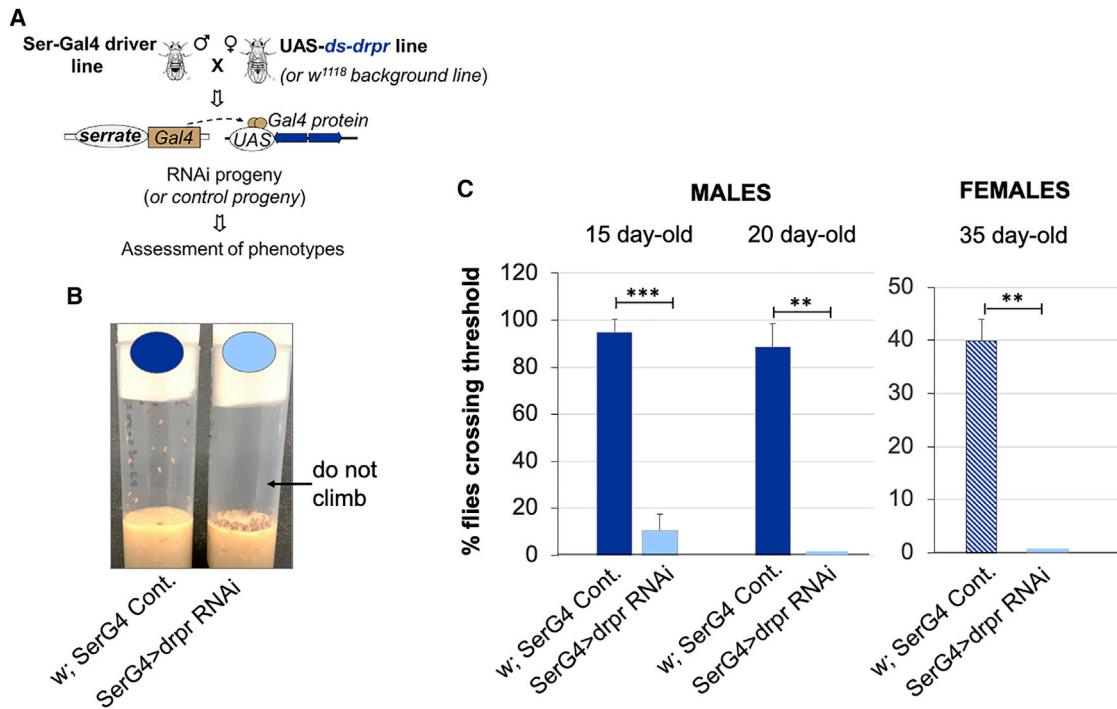 A
Ser-Gal4 driver line
♂ ♀
X
UAS-ds-drpr line
(or w1118 background line)
serrate Gal4
Gal4 protein
UAS
RNAi progeny
(or control progeny)
Assessment of phenotypes
B
do not
climb
w; SerG4 Cont.
SerG4>drpr RNAi
C
MALES
FEMALES
15 day-old
20 day-old
35 day-old
% flies crossing threshold
120
100
80
60
40
20
0
***
**
50
40
30
20
10
0
**
w; SerG4 Cont.
SerG4>drpr RNAi
w; SerG4 Cont.
SerG4>drpr RNAi
w; SerG4 Cont.
SerG4>drpr RNAi